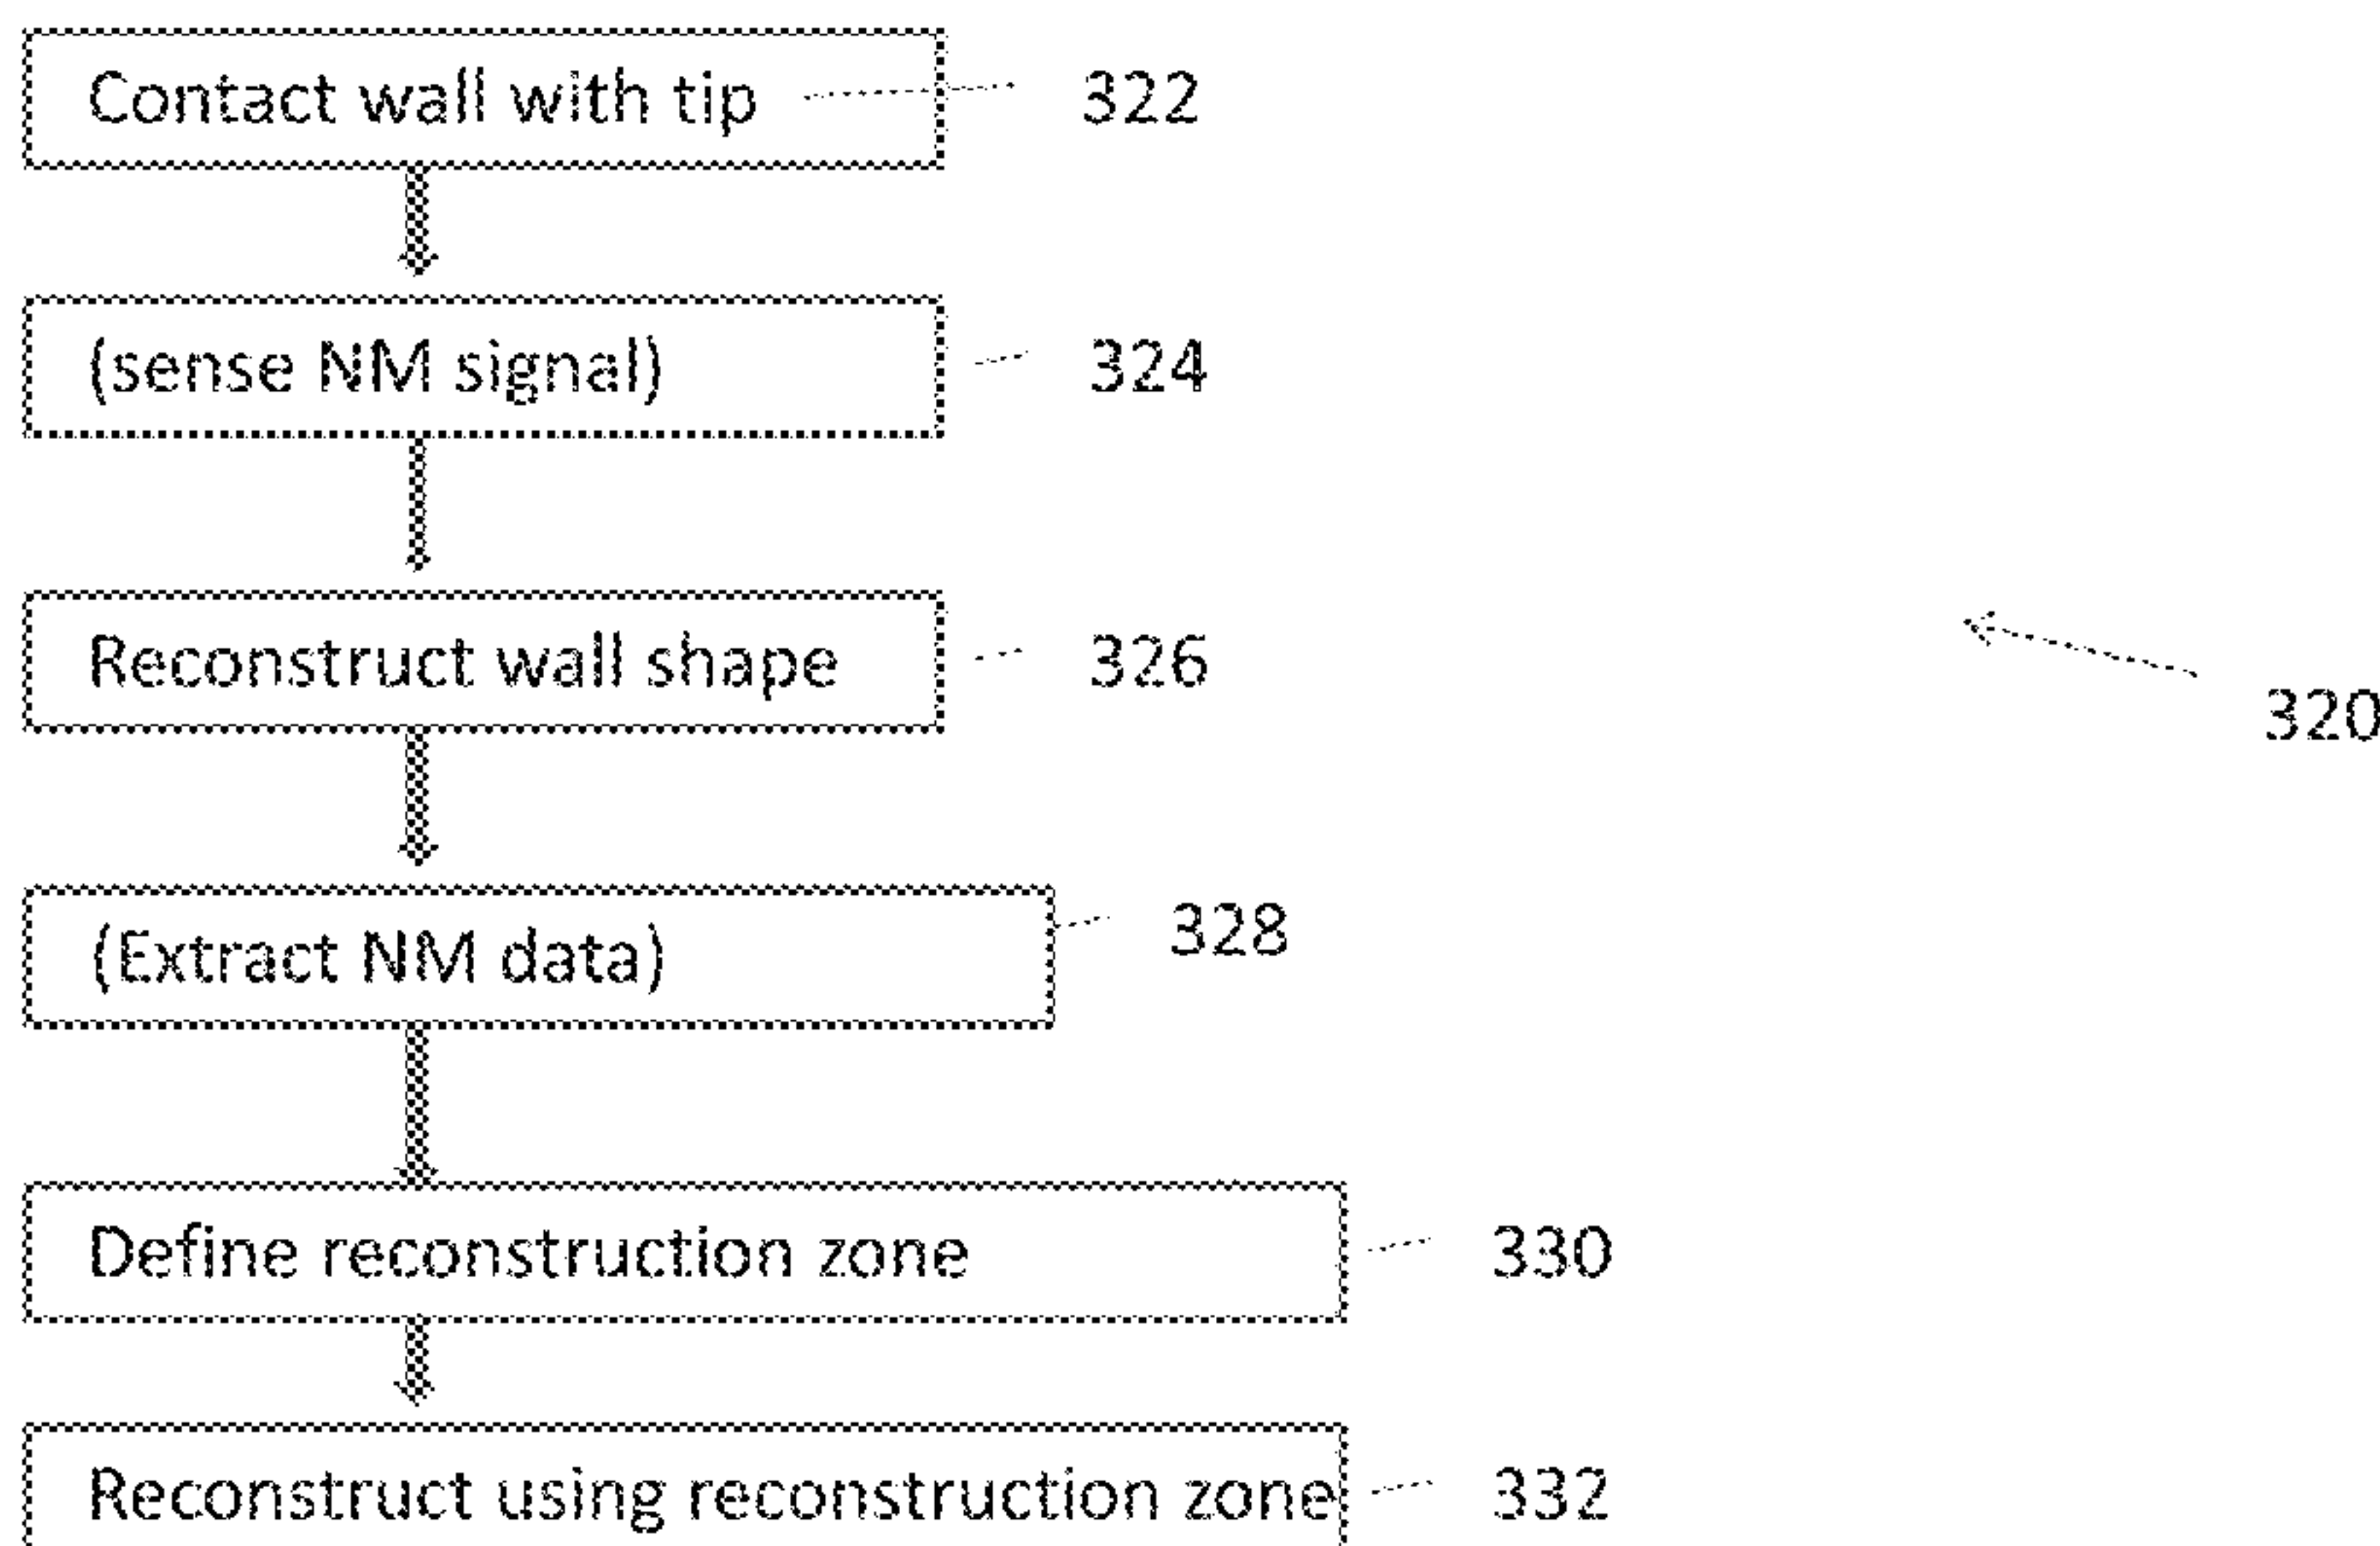 Contact wall with tip 322
(sense NM signal) 324
Reconstruct wall shape 326
320
(Extract NM data) 328
Define reconstruction zone 330
Reconstruct using reconstruction zone 332